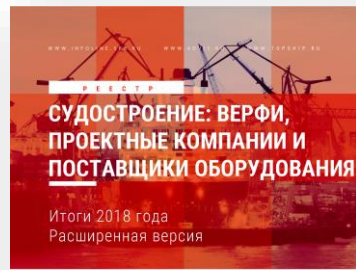 РЕЕСТР
СУДОСТРОЕНИЕ: ВЕРФИ,
ПРОЕКТНЫЕ КОМПАНИИ И
ПОСТАВЩИКИ ОБОРУДОВАНИЯ
Итоги 2018 года
Расширенная версия